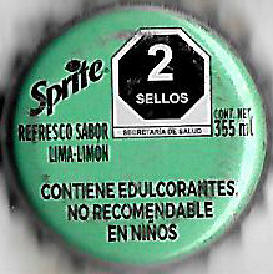 Sprite
2
SELLOS
SECRETARÍA DE SALUD
REFRESCO SABOR
LIMA-LIMÓN
CONT. NET.
355 ml
CONTIENE EDULCORANTES,
NO RECOMENDABLE
EN NIÑOS